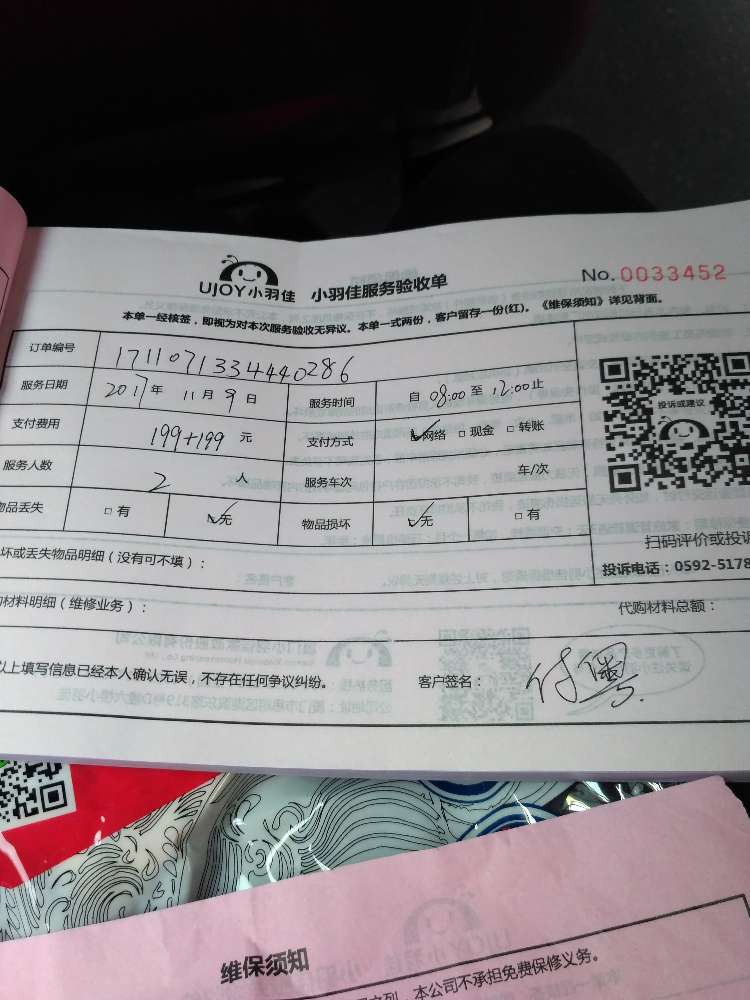 UJOY小羽佳 小羽佳服务验收单 No.0033452
本单一经核签，即视为对本次服务验收无异议。本单一式两份，客户留存一份(红)。《维保须知》详见背面。
订单编号 1711071334440286
服务日期 2017年 11月 9日 服务时间 自 08:00 至 12:00止
支付费用 199+199 元 支付方式 网络 □ 现金 □ 转账
服务人数 2 人 服务车次 车/次
物品丢失 □ 有 无 物品损坏 无 □ 有
投诉或建议
扫码评价或投诉
投诉电话：0592-5178
坏或丢失物品明细（没有可不填）：
购材料明细（维修业务）： 代购材料总额：
以上填写信息已经本人确认无误，不存在任何争议纠纷。 客户签名：
维保须知
之列，本公司不承担免费保修义务。